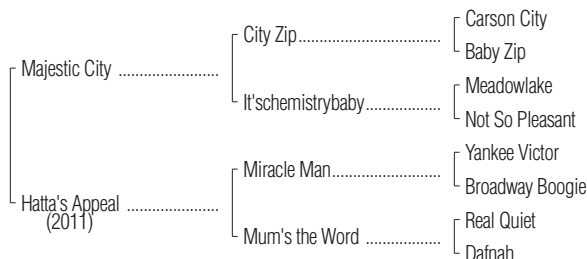 Carson City
City Zip
Baby Zip
Majestic City
Meadowlake
It'schemistrybaby
Not So Pleasant
Yankee Victor
Miracle Man
Broadway Boogie
Hatta's Appeal
(2011)
Real Quiet
Mum's the Word
Dafnah